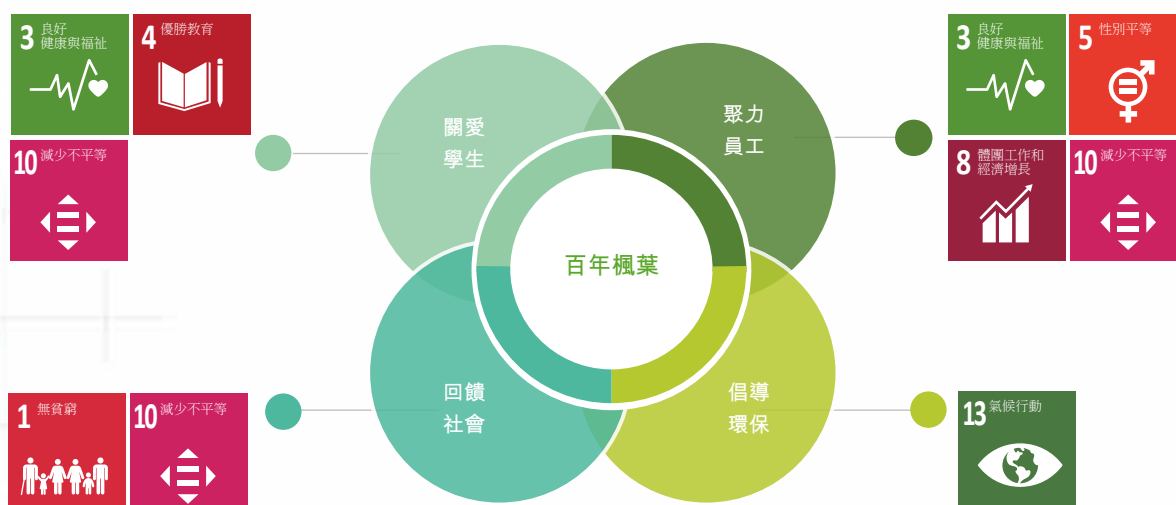 3 良好
健康與福祉
4 優勝教育
10 減少不平等
關愛
學生
聚力
員工
3 良好
健康與福祉
5 性別平等
8 體團工作和
經濟增長
10 減少不平等
百年楓葉
1 無貧窮
10 減少不平等
回饋
社會
倡導
環保
13 氣候行動